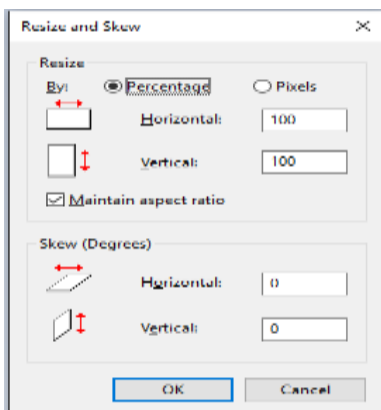 Resize and Skew
Resize
By: Percentage Pixels
Horizontal: 100
Vertical: 100
Maintain aspect ratio
Skew (Degrees)
Horizontal: 0
Vertical: 0
OK Cancel